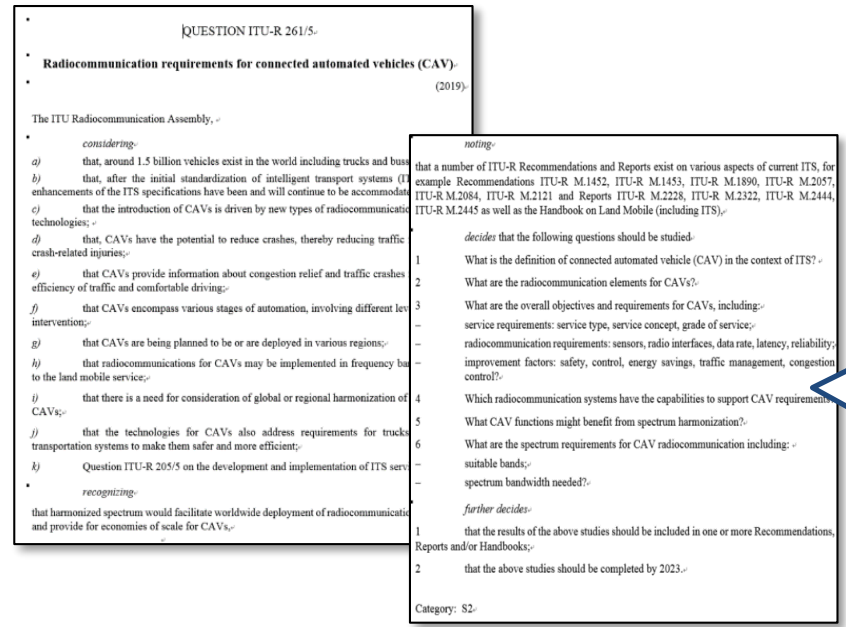 QUESTION ITU-R 261/5
Radiocommunication requirements for connected automated vehicles (CAV)
(2019)
The ITU Radiocommunication Assembly,
considering
a) that, around 1.5 billion vehicles exist in the world including trucks and buss
b) that, after the initial standardization of intelligent transport systems (IT
enhancements of the ITS specifications have been and will continue to be accommodate
c) that the introduction of CAVs is driven by new types of radiocommunicatio
technologies;
d) that, CAVs have the potential to reduce crashes, thereby reducing traffic
crash-related injuries;
e) that CAVs provide information about congestion relief and traffic crashes
efficiency of traffic and comfortable driving;
f) that CAVs encompass various stages of automation, involving different lev
intervention;
g) that CAVs are being planned to be or are deployed in various regions;
h) that radiocommunications for CAVs may be implemented in frequency ba
to the land mobile service;
i) that there is a need for consideration of global or regional harmonization of
CAVs;
j) that the technologies for CAVs also address requirements for trucks
transportation systems to make them safer and more efficient;
k) Question ITU-R 205/5 on the development and implementation of ITS serv
recognizing
that harmonized spectrum would facilitate worldwide deployment of radiocommunicatio
and provide for economies of scale for CAVs,
noting
that a number of ITU-R Recommendations and Reports exist on various aspects of current ITS, for
example Recommendations ITU-R M.1452, ITU-R M.1453, ITU-R M.1890, ITU-R M.2057,
ITU-R M.2084, ITU-R M.2121 and Reports ITU-R M.2228, ITU-R M.2322, ITU-R M.2444,
ITU-R M.2445 as well as the Handbook on Land Mobile (including ITS),
decides that the following questions should be studied
1 What is the definition of connected automated vehicle (CAV) in the context of ITS?
2 What are the radiocommunication elements for CAVs?
3 What are the overall objectives and requirements for CAVs, including:
– service requirements: service type, service concept, grade of service;
– radiocommunication requirements: sensors, radio interfaces, data rate, latency, reliability;
– improvement factors: safety, control, energy savings, traffic management, congestion
control?
4 Which radiocommunication systems have the capabilities to support CAV requirements
5 What CAV functions might benefit from spectrum harmonization?
6 What are the spectrum requirements for CAV radiocommunication including:
– suitable bands;
– spectrum bandwidth needed?
further decides
1 that the results of the above studies should be included in one or more Recommendations,
Reports and/or Handbooks;
2 that the above studies should be completed by 2023.
Category: S2